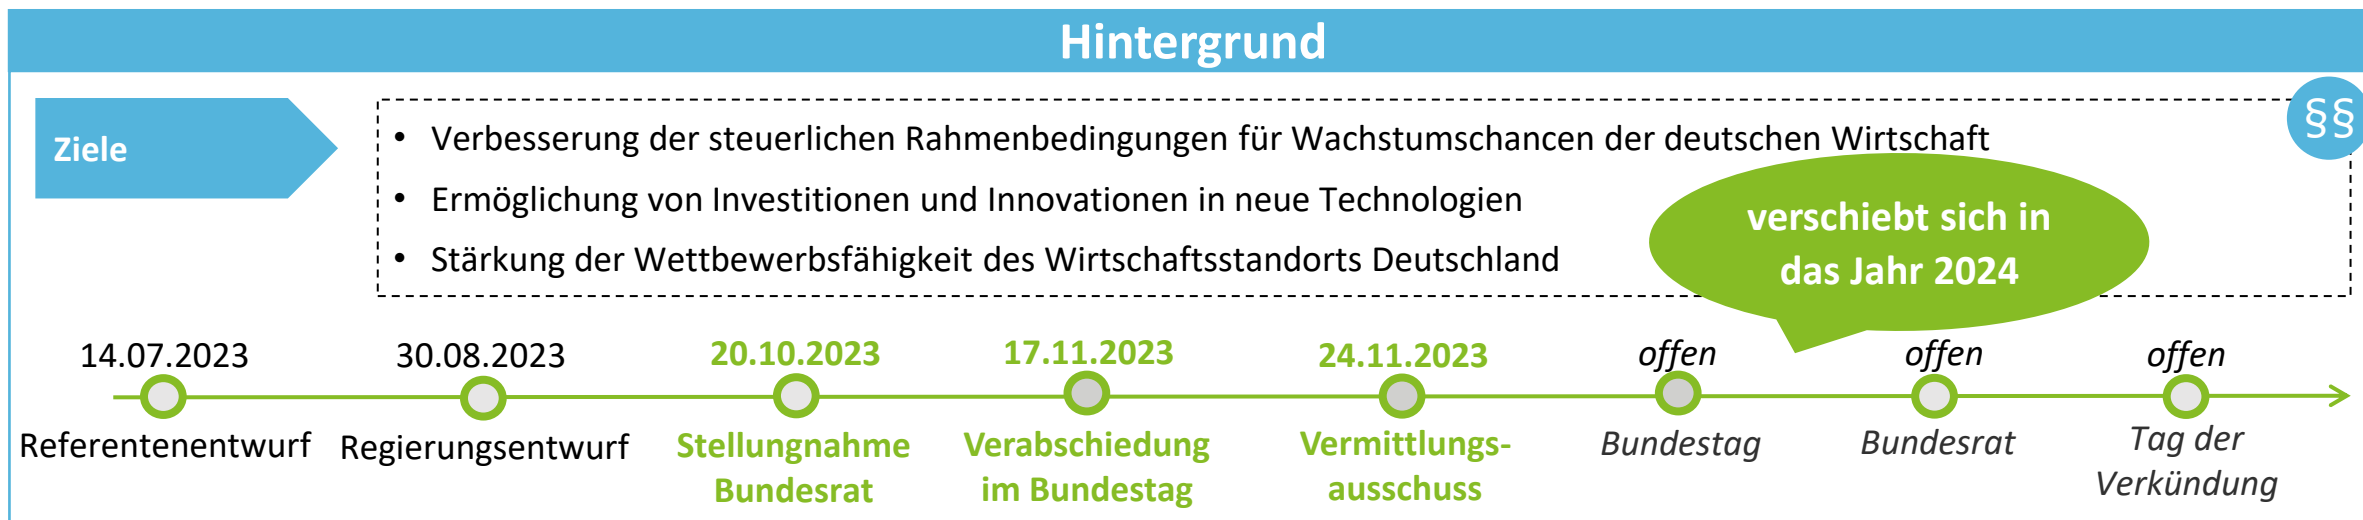 Hintergrund
§§
Ziele
• Verbesserung der steuerlichen Rahmenbedingungen für Wachstumschancen der deutschen Wirtschaft
• Ermöglichung von Investitionen und Innovationen in neue Technologien
• Stärkung der Wettbewerbsfähigkeit des Wirtschaftsstandorts Deutschland
verschiebt sich in
das Jahr 2024
14.07.2023
Referentenentwurf
30.08.2023
Regierungsentwurf
20.10.2023
Stellungnahme
Bundesrat
17.11.2023
Verabschiedung
im Bundestag
24.11.2023
Vermittlungs-
ausschuss
offen
Bundestag
offen
Bundesrat
offen
Tag der
Verkündung